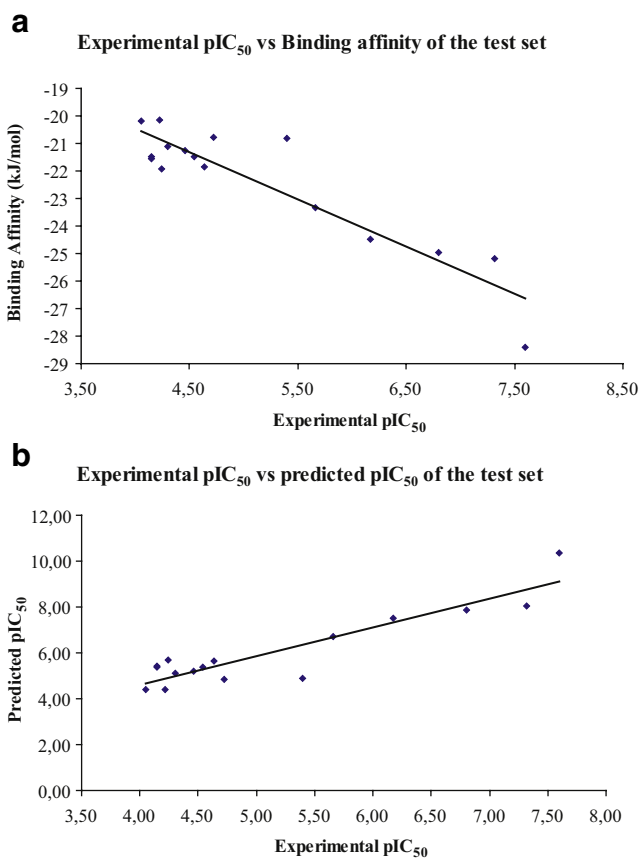 a
Experimental pIC50 vs Binding affinity of the test set
-19
-20
-21
-22
-23
-24
-25
-26
-27
-28
-29
Binding Affinity (kJ/mol)
3,50 4,50 5,50 6,50 7,50 8,50
Experimental pIC50
b
Experimental pIC50 vs predicted pIC50 of the test set
12,00
10,00
8,00
6,00
4,00
2,00
0,00
Predicted pIC50
3,50 4,00 4,50 5,00 5,50 6,00 6,50 7,00 7,50 8,00
Experimental pIC50